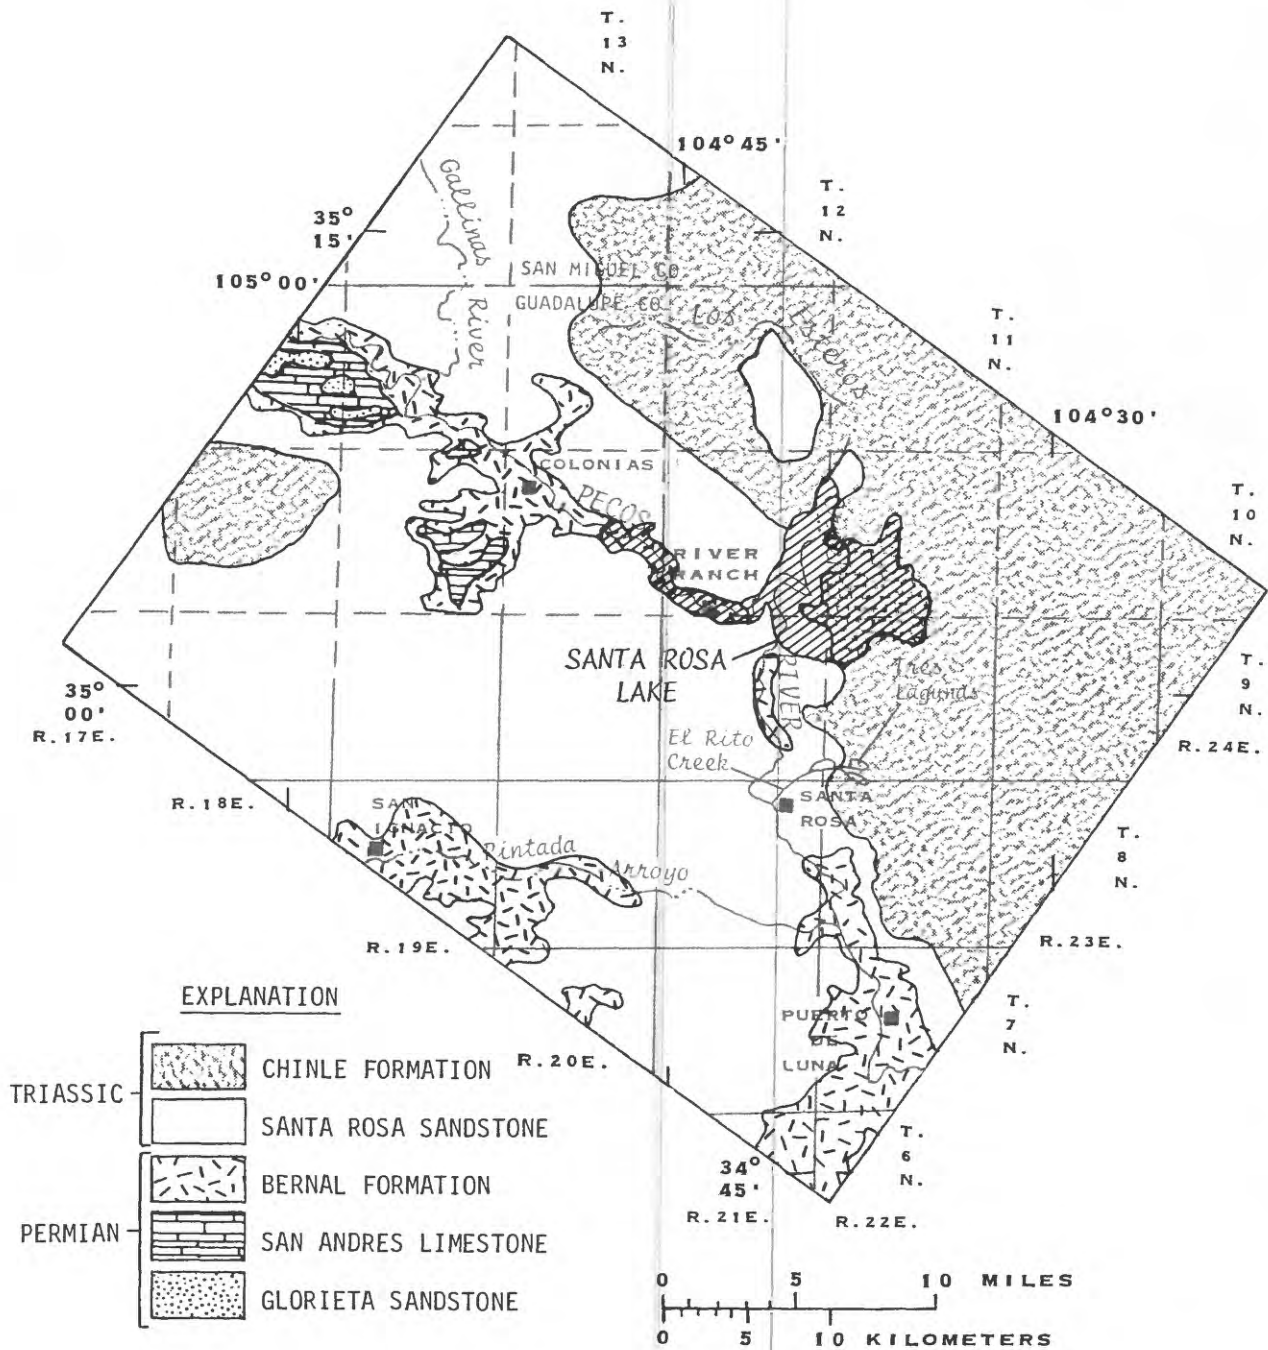 T.
13
N.
104° 45'
T.
12
N.
Gallinas River
35°
15'
105° 00'
SAN MIGUEL CO
GUADALUPE CO
Los Esteros
T.
11
N.
104° 30'
COLONIAS
PECOS
T.
10
N.
RIVER
RANCH
SANTA ROSA
LAKE
RIVER
Tres
Lagunas
T.
9
N.
35°
00'
R.17E.
El Rito
Creek
R.24E.
R.18E.
SAN
IGNACIO
SANTA
ROSA
T.
8
N.
Pintada Arroyo
R.19E.
R.23E.
EXPLANATION
PUERTO
DE
LUNA
T.
7
N.
TRIASSIC
CHINLE FORMATION
R.20E.
SANTA ROSA SANDSTONE
T.
6
N.
PERMIAN
BERNAL FORMATION
34°
45'
R.21E.
R.22E.
SAN ANDRES LIMESTONE
GLORIETA SANDSTONE
0 5 10 MILES
0 5 10 KILOMETERS